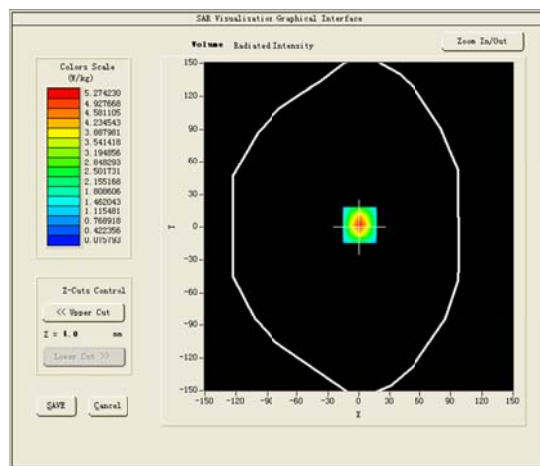 SAR Visualisation Graphical Interface
Volume Radiated Intensity
Zoom In/Out
Colors Scale
(W/kg)
5.274230
4.927668
4.581105
4.234543
3.887981
3.541418
3.194856
2.848293
2.501731
2.155168
1.808606
1.462043
1.115481
0.768918
0.422356
0.075793
Z-Cuts Control
<< Upper Cut
Z = 4.0 mm
Lower Cut >>
SAVE
Cancel
150
120
90
60
30
0
-30
-60
-90
-120
-150
Y
-150 -120 -90 -60 -30 0 30 60 90 120 150
X